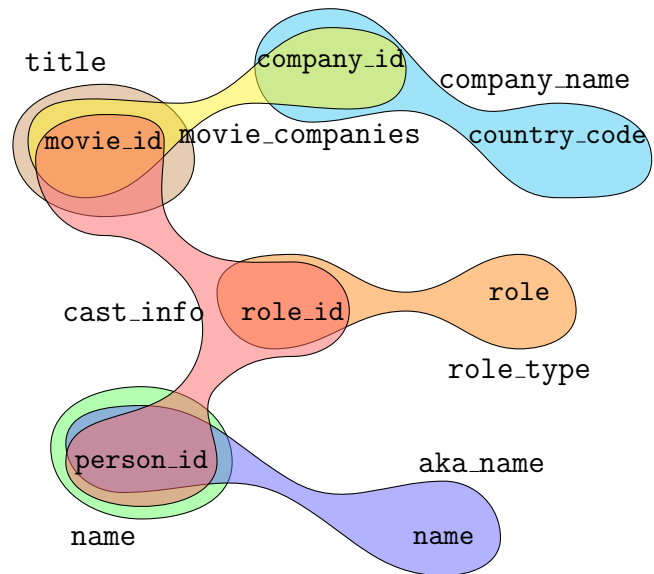 company_id
title
company_name
movie_companies
country_code
movie_id
role
cast_info
role_id
role_type
person_id
aka_name
name
name